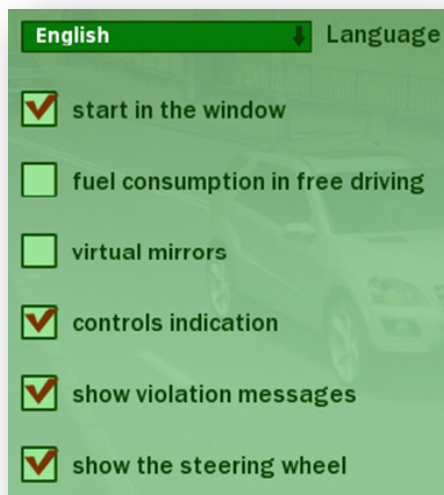 English Language
start in the window
fuel consumption in free driving
virtual mirrors
controls indication
show violation messages
show the steering wheel